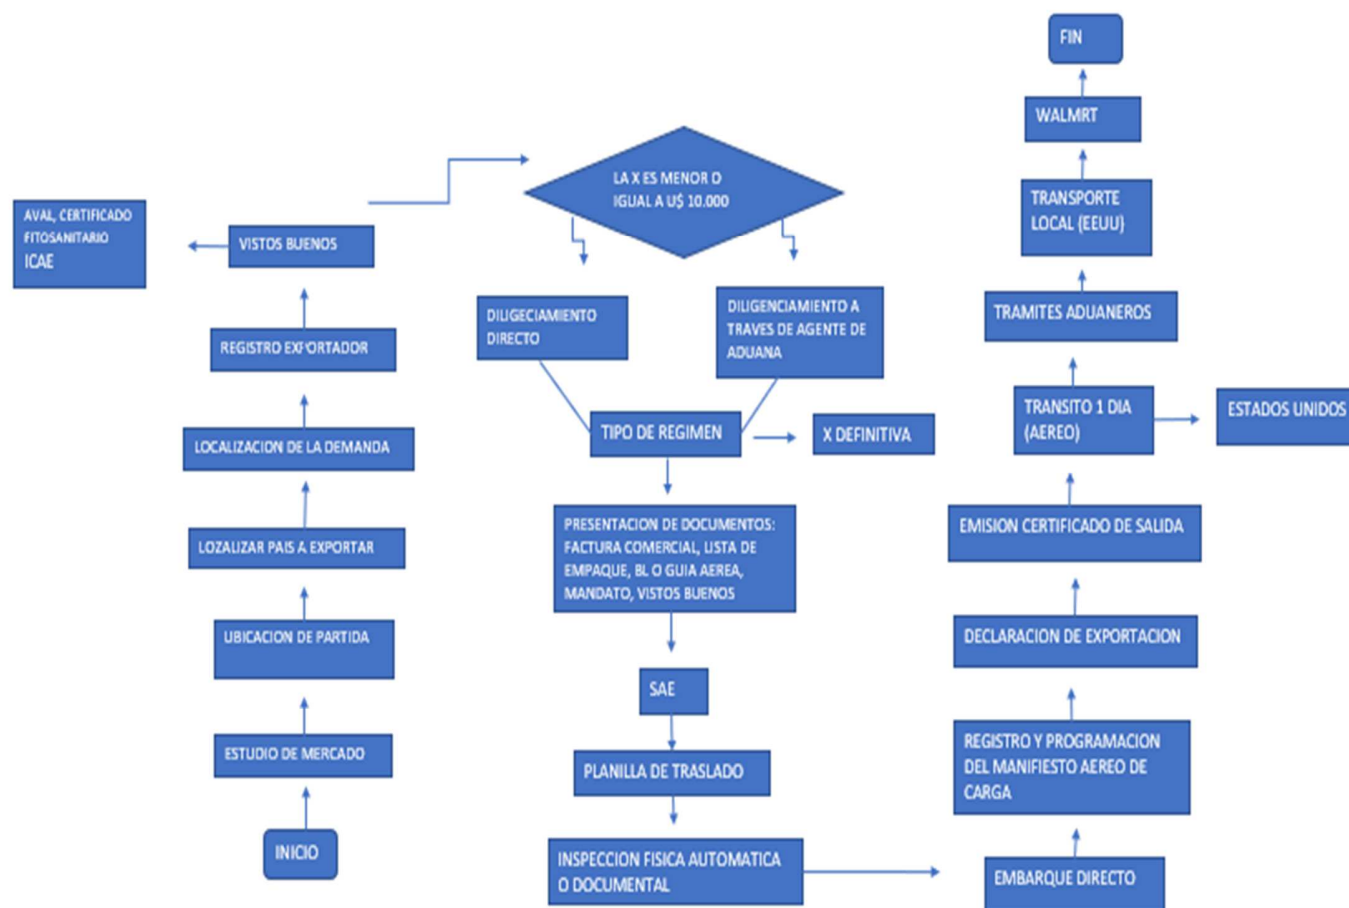 INICIO
ESTUDIO DE MERCADO
UBICACION DE PARTIDA
LOZALIZAR PAIS A EXPORTAR
LOCALIZACION DE LA DEMANDA
REGISTRO EXPORTADOR
VISTOS BUENOS
AVAL, CERTIFICADO
FITOSANITARIO
ICAE
LA X ES MENOR O
IGUAL A U$ 10.000
DILIGECIAMIENTO
DIRECTO
DILIGENCIAMIENTO A
TRAVES DE AGENTE DE
ADUANA
TIPO DE REGIMEN
X DEFINITIVA
PRESENTACION DE DOCUMENTOS:
FACTURA COMERCIAL, LISTA DE
EMPAQUE, BL O GUIA AEREA,
MANDATO, VISTOS BUENOS
SAE
PLANILLA DE TRASLADO
INSPECCION FISICA AUTOMATICA
O DOCUMENTAL
EMBARQUE DIRECTO
REGISTRO Y PROGRAMACION
DEL MANIFIESTO AEREO DE
CARGA
DECLARACION DE EXPORTACION
EMISION CERTIFICADO DE SALIDA
TRANSITO 1 DIA
(AEREO)
ESTADOS UNIDOS
TRAMITES ADUANEROS
TRANSPORTE
LOCAL (EEUU)
WALMRT
FIN